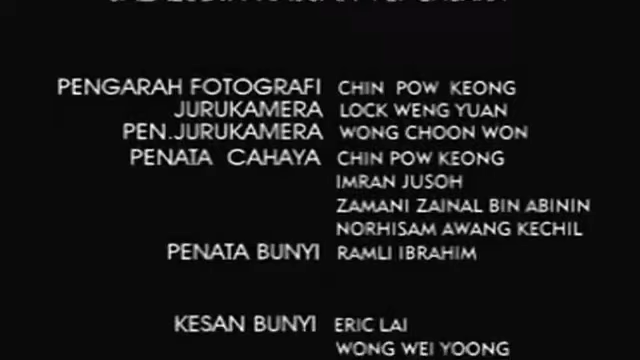 PENGARAH FOTOGRAFI CHIN POW KEONG
JURUKAMERA LOCK WENG YUAN
PEN.JURUKAMERA WONG CHOON WON
PENATA CAHAYA CHIN POW KEONG
IMRAN JUSOH
ZAMANI ZAINAL BIN ABININ
NORHISAM AWANG KECHIL
PENATA BUNYI RAMLI IBRAHIM
KESAN BUNYI ERIC LAI
WONG WEI YOONG